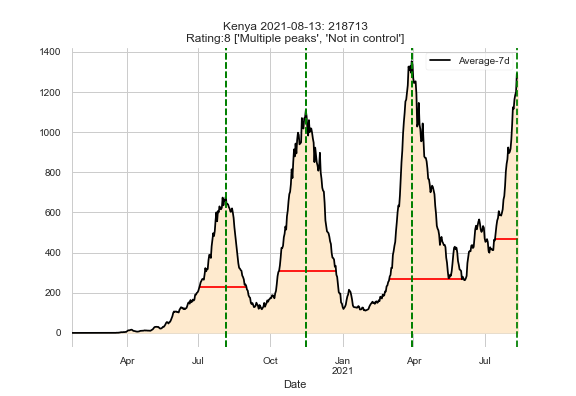 Kenya 2021-08-13: 218713
Rating:8 ['Multiple peaks', 'Not in control']
1400
1200
1000
800
600
400
200
0
Average-7d
Apr Jul Oct Jan Apr Jul
2021
Date